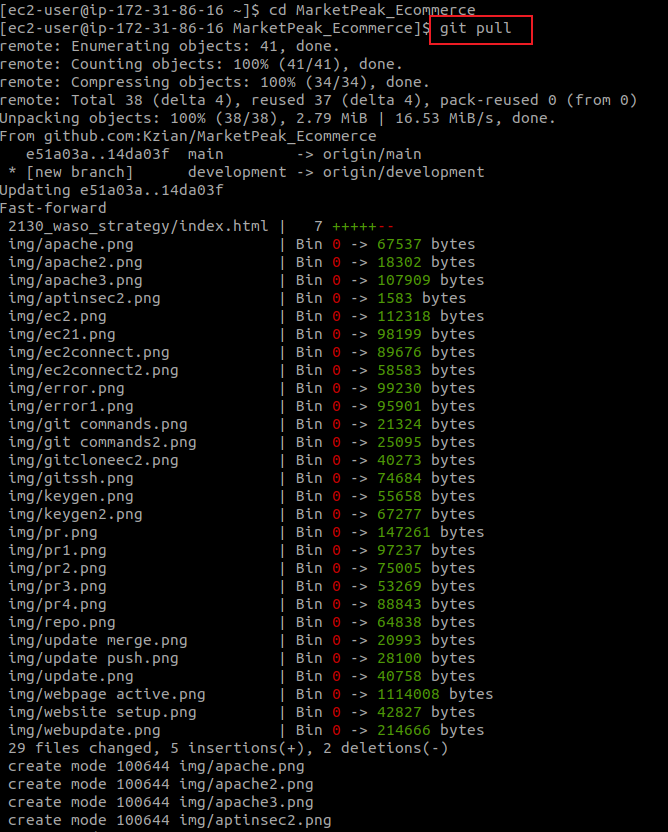 [ec2-user@ip-172-31-86-16 ~]$ cd MarketPeak_Ecommerce
[ec2-user@ip-172-31-86-16 MarketPeak_Ecommerce]$ git pull
remote: Enumerating objects: 41, done.
remote: Counting objects: 100% (41/41), done.
remote: Compressing objects: 100% (34/34), done.
remote: Total 38 (delta 4), reused 37 (delta 4), pack-reused 0 (from 0)
Unpacking objects: 100% (38/38), 2.79 MiB | 16.53 MiB/s, done.
From github.com:Kzian/MarketPeak_Ecommerce
   e51a03a..14da03f  main        -> origin/main
 * [new branch]      development -> origin/development
Updating e51a03a..14da03f
Fast-forward
 2130_waso_strategy/index.html |   7 +++++--
 img/apache.png                | Bin 0 -> 67537 bytes
 img/apache2.png               | Bin 0 -> 18302 bytes
 img/apache3.png               | Bin 0 -> 107909 bytes
 img/aptinsec2.png             | Bin 0 -> 1583 bytes
 img/ec2.png                   | Bin 0 -> 112318 bytes
 img/ec21.png                  | Bin 0 -> 98199 bytes
 img/ec2connect.png            | Bin 0 -> 89676 bytes
 img/ec2connect2.png           | Bin 0 -> 58583 bytes
 img/error.png                 | Bin 0 -> 99230 bytes
 img/error1.png                | Bin 0 -> 95901 bytes
 img/git commands.png          | Bin 0 -> 21324 bytes
 img/git commands2.png         | Bin 0 -> 25095 bytes
 img/gitcloneec2.png           | Bin 0 -> 40273 bytes
 img/gitssh.png                | Bin 0 -> 74684 bytes
 img/keygen.png                | Bin 0 -> 55658 bytes
 img/keygen2.png               | Bin 0 -> 67277 bytes
 img/pr.png                    | Bin 0 -> 147261 bytes
 img/pr1.png                   | Bin 0 -> 97237 bytes
 img/pr2.png                   | Bin 0 -> 75005 bytes
 img/pr3.png                   | Bin 0 -> 53269 bytes
 img/pr4.png                   | Bin 0 -> 88843 bytes
 img/repo.png                  | Bin 0 -> 64838 bytes
 img/update merge.png          | Bin 0 -> 20993 bytes
 img/update push.png           | Bin 0 -> 28100 bytes
 img/update.png                | Bin 0 -> 40758 bytes
 img/webpage active.png        | Bin 0 -> 1114008 bytes
 img/website setup.png         | Bin 0 -> 42827 bytes
 img/webupdate.png             | Bin 0 -> 214666 bytes
 29 files changed, 5 insertions(+), 2 deletions(-)
 create mode 100644 img/apache.png
 create mode 100644 img/apache2.png
 create mode 100644 img/apache3.png
 create mode 100644 img/aptinsec2.png